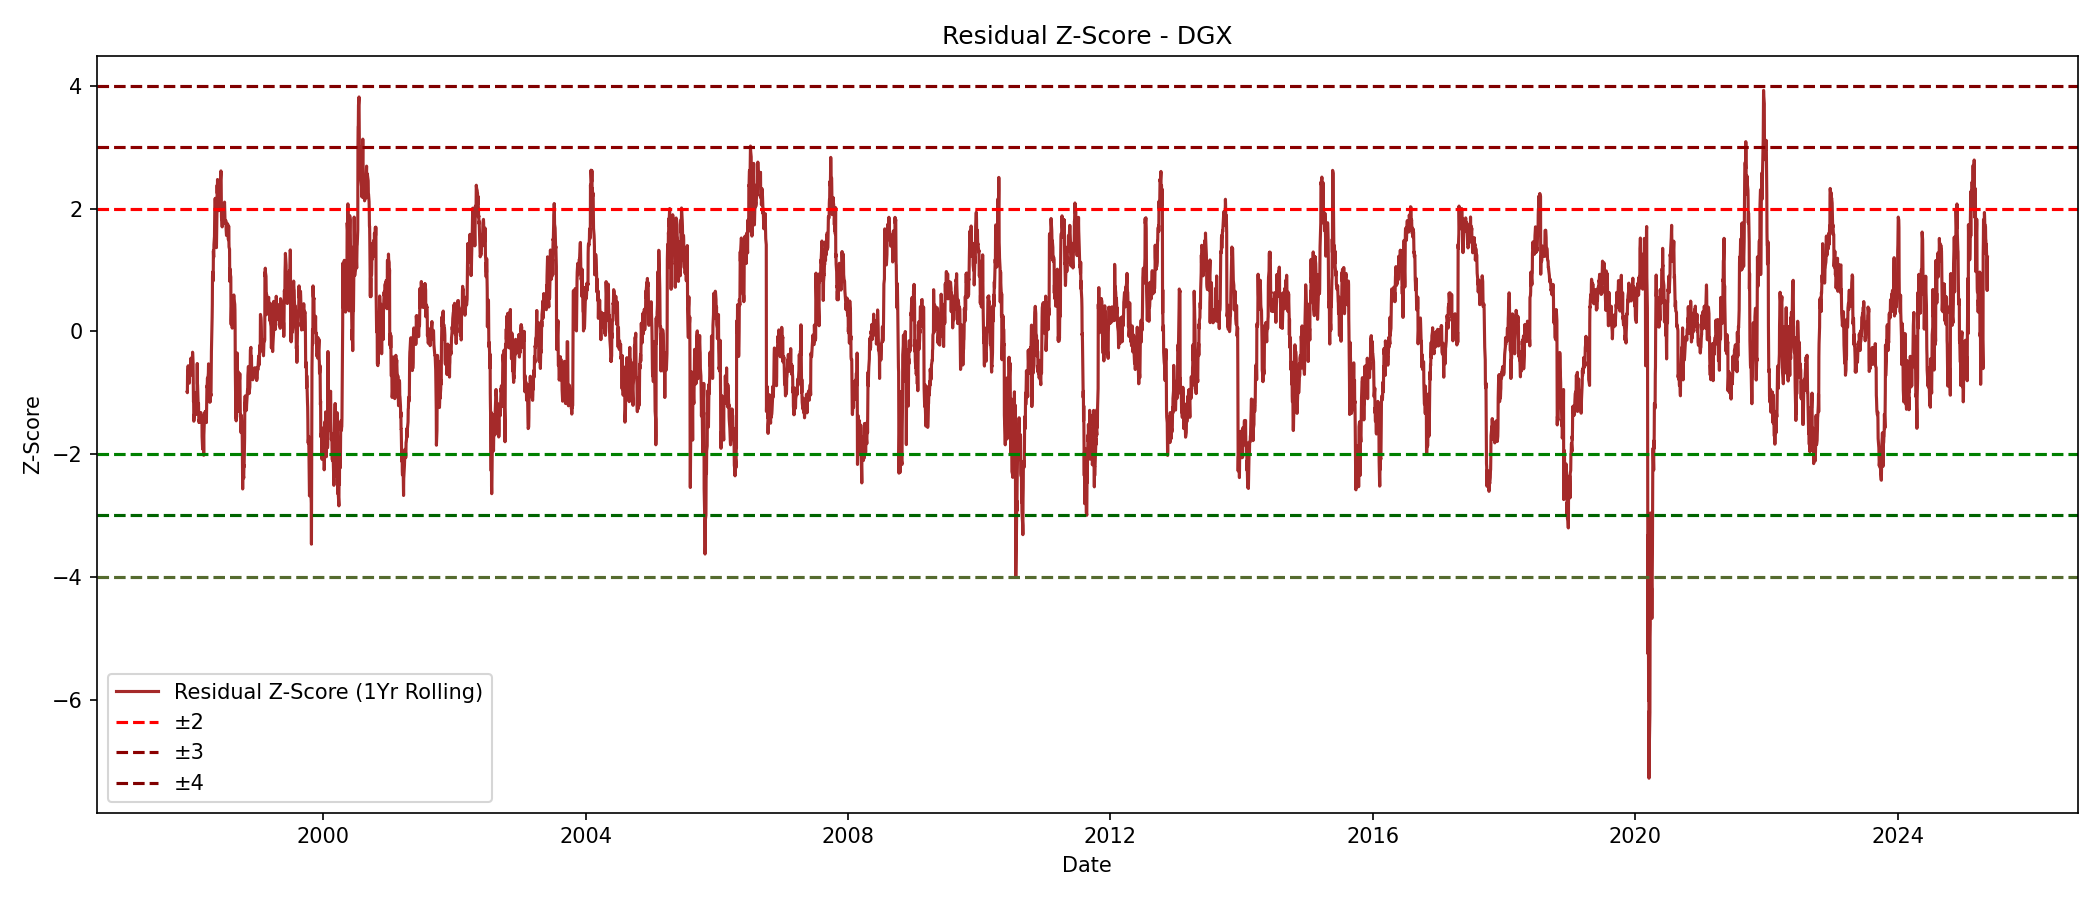 Residual Z-Score - DGX
Z-Score
4
2
0
−2
−4
−6
Residual Z-Score (1Yr Rolling)
±2
±3
±4
2000 2004 2008 2012 2016 2020 2024
Date